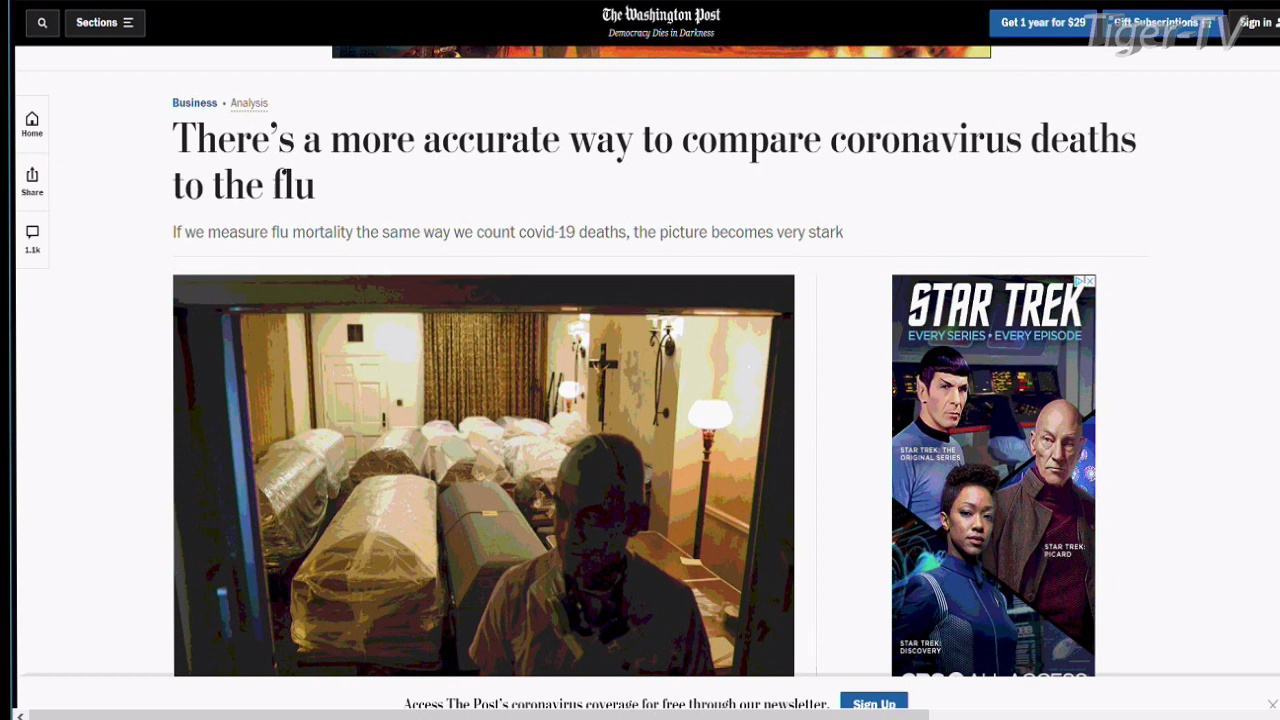 Sections
The Washington Post
Democracy Dies in Darkness
Get 1 year for $29
Gift Subscriptions
Sign in
Tiger-TV
Business • Analysis
There's a more accurate way to compare coronavirus deaths
to the flu
If we measure flu mortality the same way we count covid-19 deaths, the picture becomes very stark
Home
Share
1.1k
STAR TREK
EVERY SERIES • EVERY EPISODE
STAR TREK: THE
ORIGINAL SERIES
STAR TREK:
PICARD
STAR TREK:
DISCOVERY
CBS ALL ACCESS
Access The Post's coronavirus coverage for free through our newsletter.
Sign Up